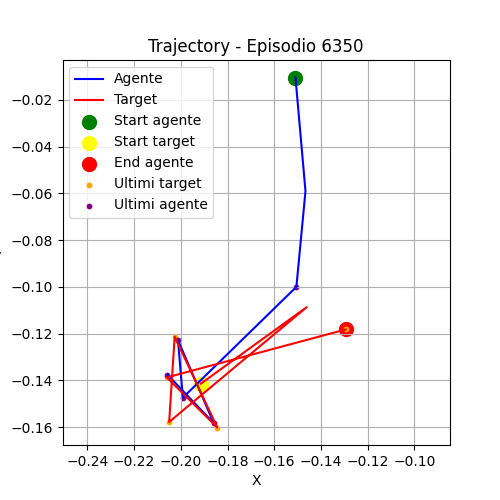 Trajectory - Episodio 6350
Agente
Target
Start agente
Start target
End agente
Ultimi target
Ultimi agente
−0.02
−0.04
−0.06
−0.08
−0.10
−0.12
−0.14
−0.16
−0.24 −0.22 −0.20 −0.18 −0.16 −0.14 −0.12 −0.10
X